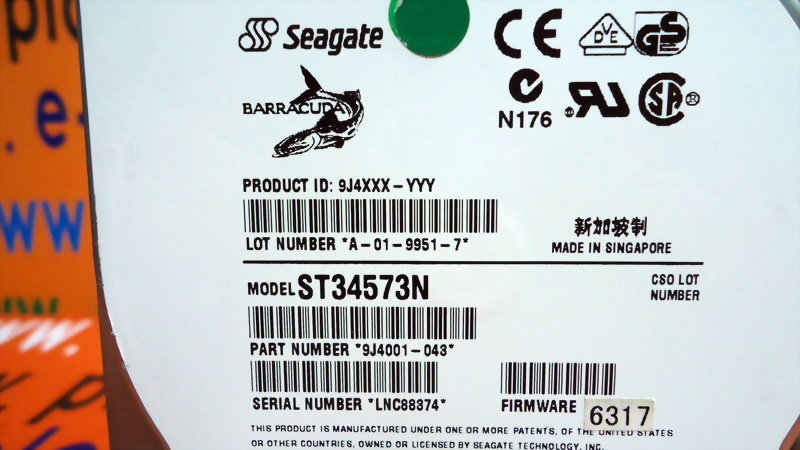 Seagate
CE
VDE
GS
BARRACUDA
N176
SA ®
PRODUCT ID: 9J4XXX-YYY
LOT NUMBER *A-01-9951-7*
新加坡制
MADE IN SINGAPORE
MODEL ST34573N
CSO LOT
NUMBER
PART NUMBER *9J4001-043*
SERIAL NUMBER *LNC88374*
FIRMWARE 6317
THIS PRODUCT IS MANUFACTURED UNDER ONE OR MORE PATENTS, OF THE UNITED STATES
OR OTHER COUNTRIES, OWNED OR LICENSED BY SEAGATE TECHNOLOGY, INC.